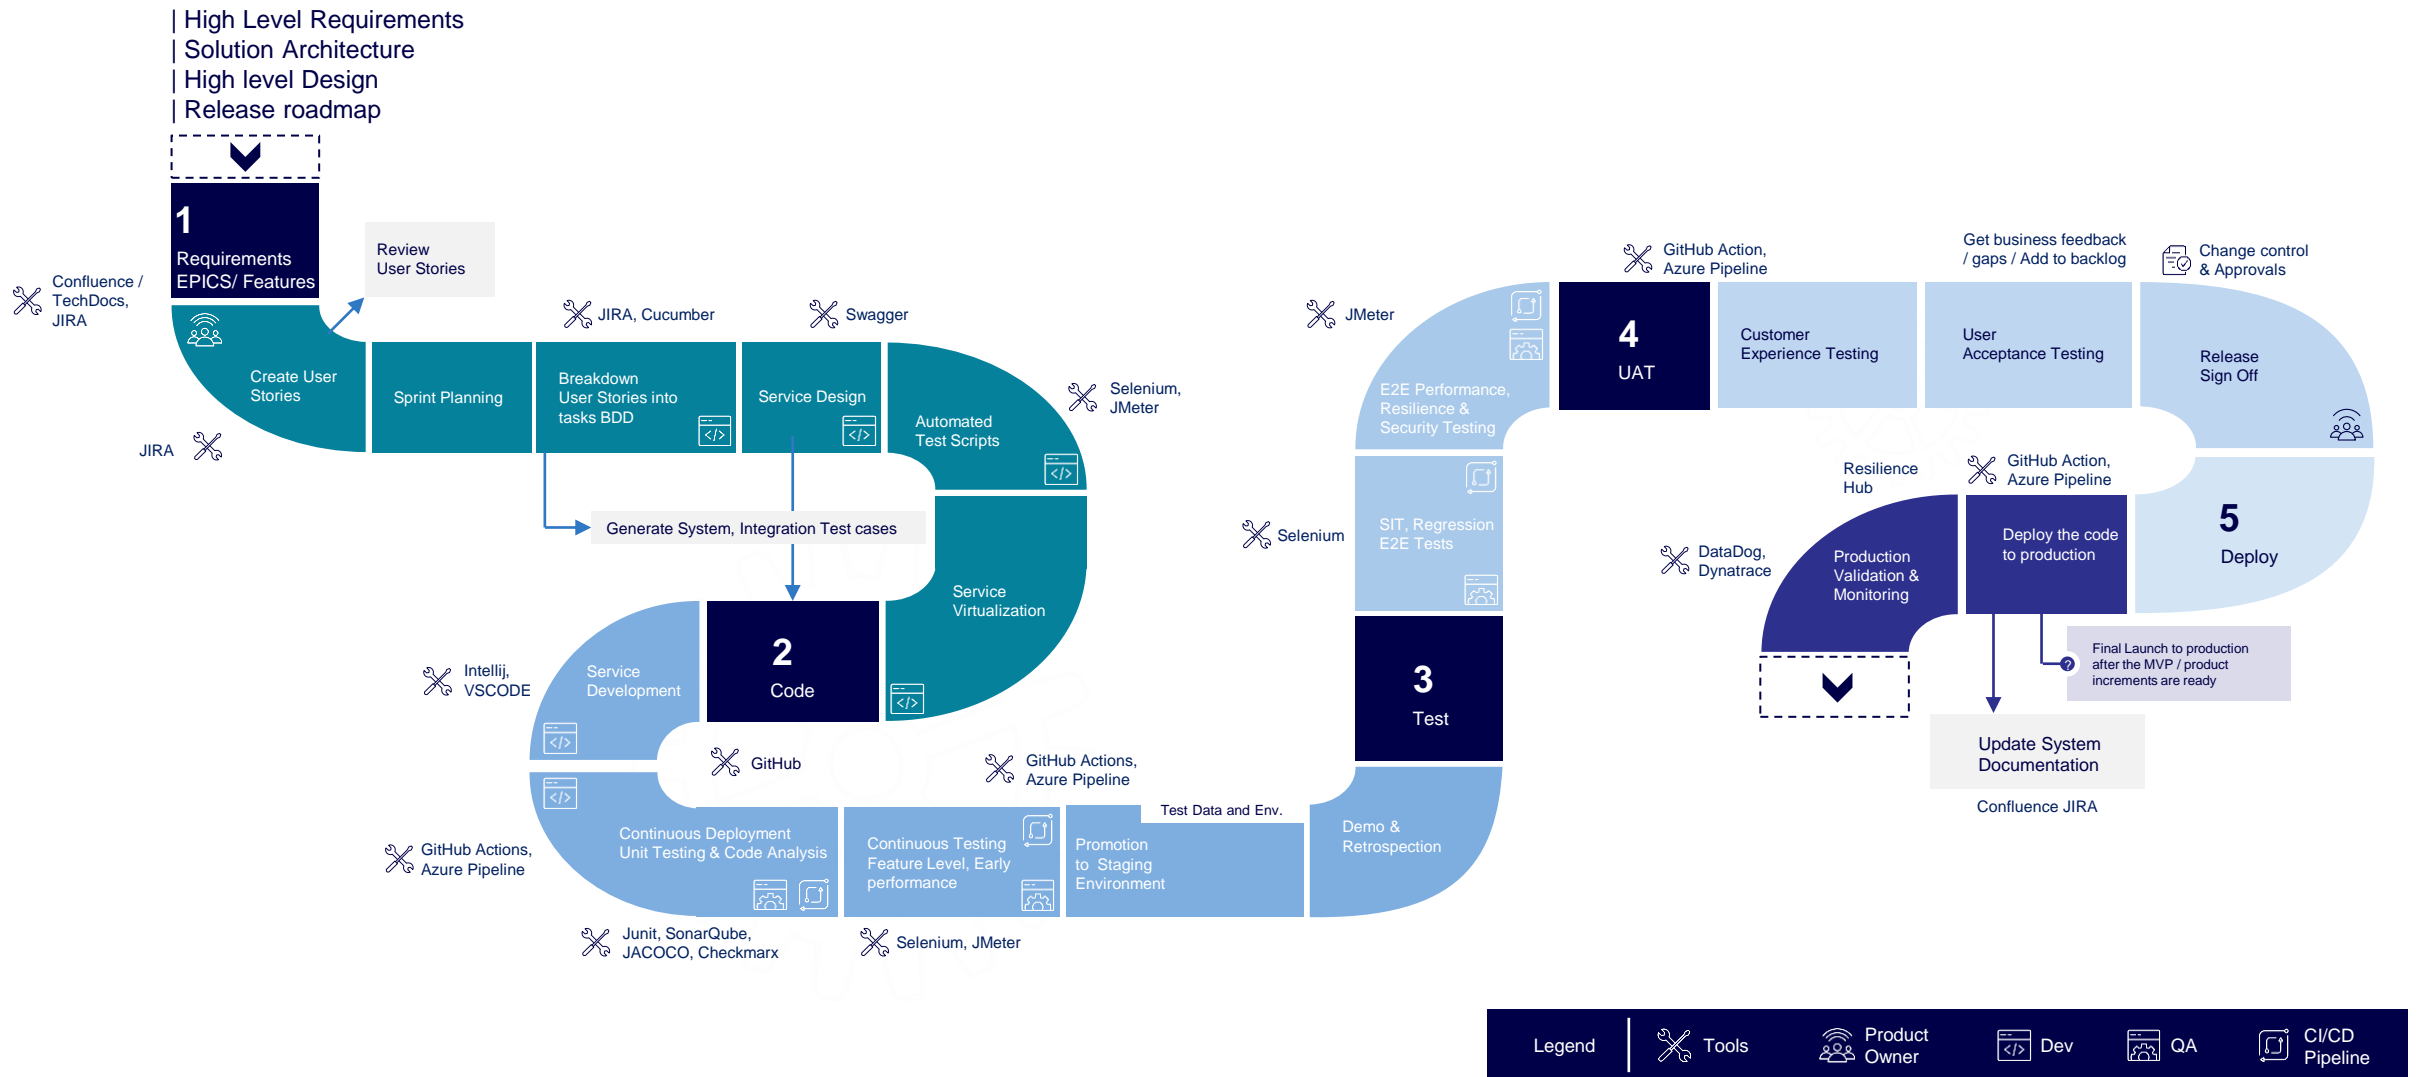 | High Level Requirements
| Solution Architecture
| High level Design
| Release roadmap
1
Requirements
EPICS/ Features
Confluence /
TechDocs,
JIRA
Review
User Stories
Create User
Stories
JIRA
Sprint Planning
JIRA, Cucumber
Breakdown
User Stories into
tasks BDD
Swagger
Service Design
Selenium,
JMeter
Automated
Test Scripts
Generate System, Integration Test cases
Service
Virtualization
2
Code
GitHub
Intellij,
VSCODE
Service
Development
GitHub Actions,
Azure Pipeline
Continuous Deployment
Unit Testing & Code Analysis
Junit, SonarQube,
JACOCO, Checkmarx
Continuous Testing
Feature Level, Early
performance
Selenium, JMeter
GitHub Actions,
Azure Pipeline
Test Data and Env.
Promotion
to Staging
Environment
Demo &
Retrospection
3
Test
Selenium
SIT, Regression
E2E Tests
JMeter
E2E Performance,
Resilience &
Security Testing
GitHub Action,
Azure Pipeline
4
UAT
Customer
Experience Testing
Get business feedback
/ gaps / Add to backlog
User
Acceptance Testing
Change control
& Approvals
Release
Sign Off
5
Deploy
GitHub Action,
Azure Pipeline
Deploy the code
to production
Resilience
Hub
DataDog,
Dynatrace
Production
Validation &
Monitoring
?
Final Launch to production
after the MVP / product
increments are ready
Update System
Documentation
Confluence JIRA
Legend
Tools
Product
Owner
Dev
QA
CI/CD
Pipeline